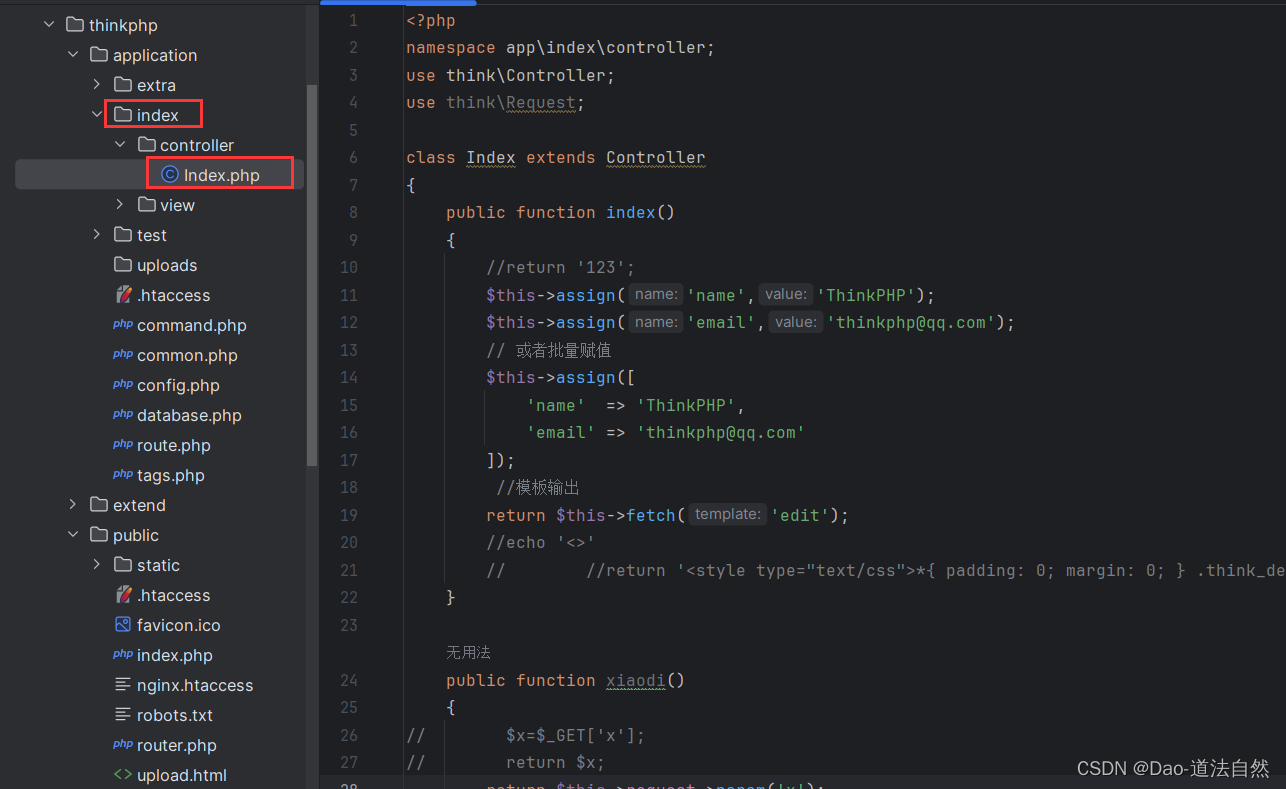 thinkphp
application
extra
index
controller
Index.php
view
test
uploads
.htaccess
command.php
common.php
config.php
database.php
route.php
tags.php
extend
public
static
.htaccess
favicon.ico
index.php
nginx.htaccess
robots.txt
router.php
upload.html
1 <?php
2 namespace app\index\controller;
3 use think\Controller;
4 use think\Request;
5
6 class Index extends Controller
7 {
8 public function index()
9 {
10 //return '123';
11 $this->assign( name: 'name', value: 'ThinkPHP');
12 $this->assign( name: 'email', value: 'thinkphp@qq.com');
13 // 或者批量赋值
14 $this->assign([
15 'name'  => 'ThinkPHP',
16 'email' => 'thinkphp@qq.com'
17 ]);
18 //模板输出
19 return $this->fetch( template: 'edit');
20 //echo '<>'
21 //        //return '<style type="text/css">*{ padding: 0; margin: 0; } .think_de
22 }
23
无用法
24 public function xiaodi()
25 {
26 //        $x=$_GET['x'];
27 //        return $x;
28 return $this->request->param('x');
CSDN @Dao-道法自然